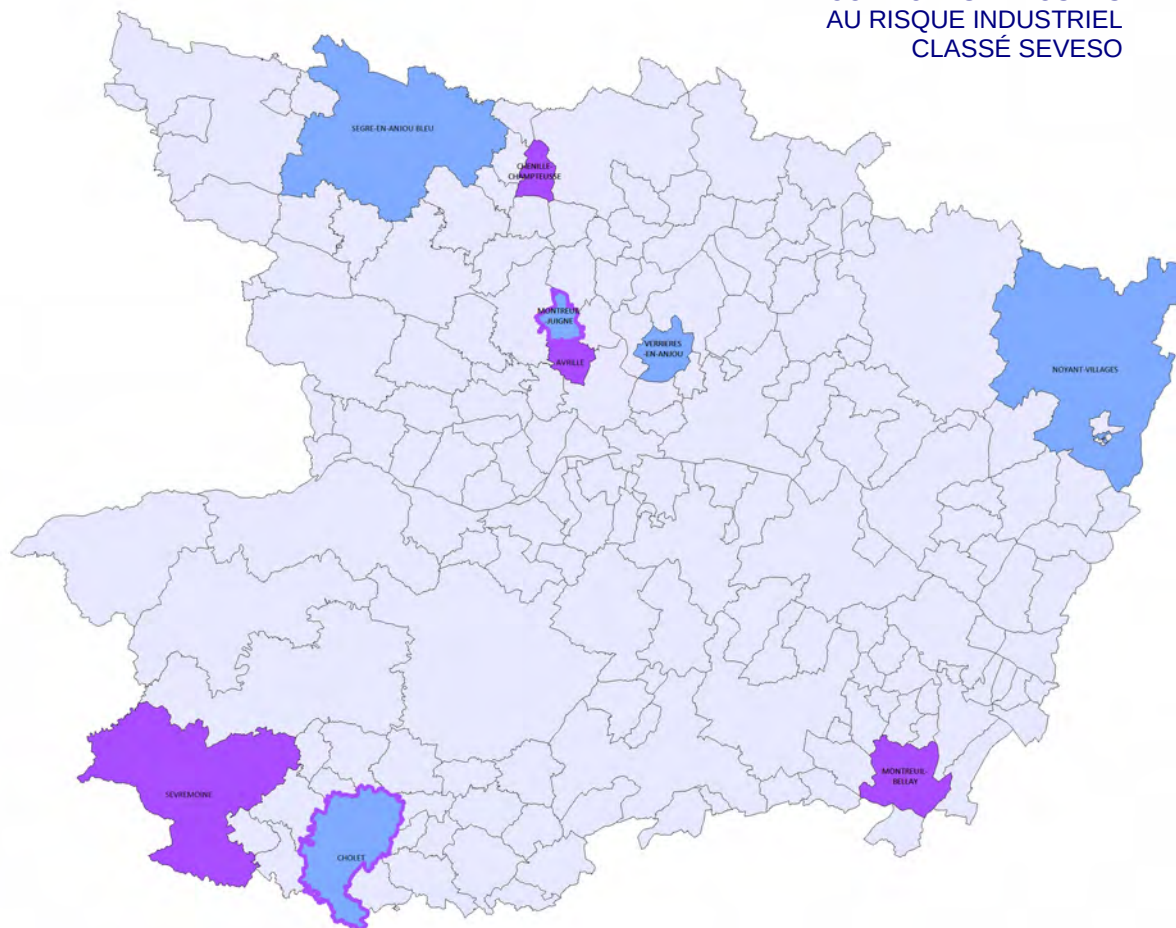 AU RISQUE INDUSTRIEL
CLASSÉ SEVESO
SEGRE-EN-ANJOU BLEU
CHENILLE-
CHAMPTEUSSE
MONTREUIL
-JUIGNE
AVRILLE
VERRIERES
-EN-ANJOU
NOYANT-VILLAGES
SEVREMOINE
CHOLET
MONTREUIL-
BELLAY